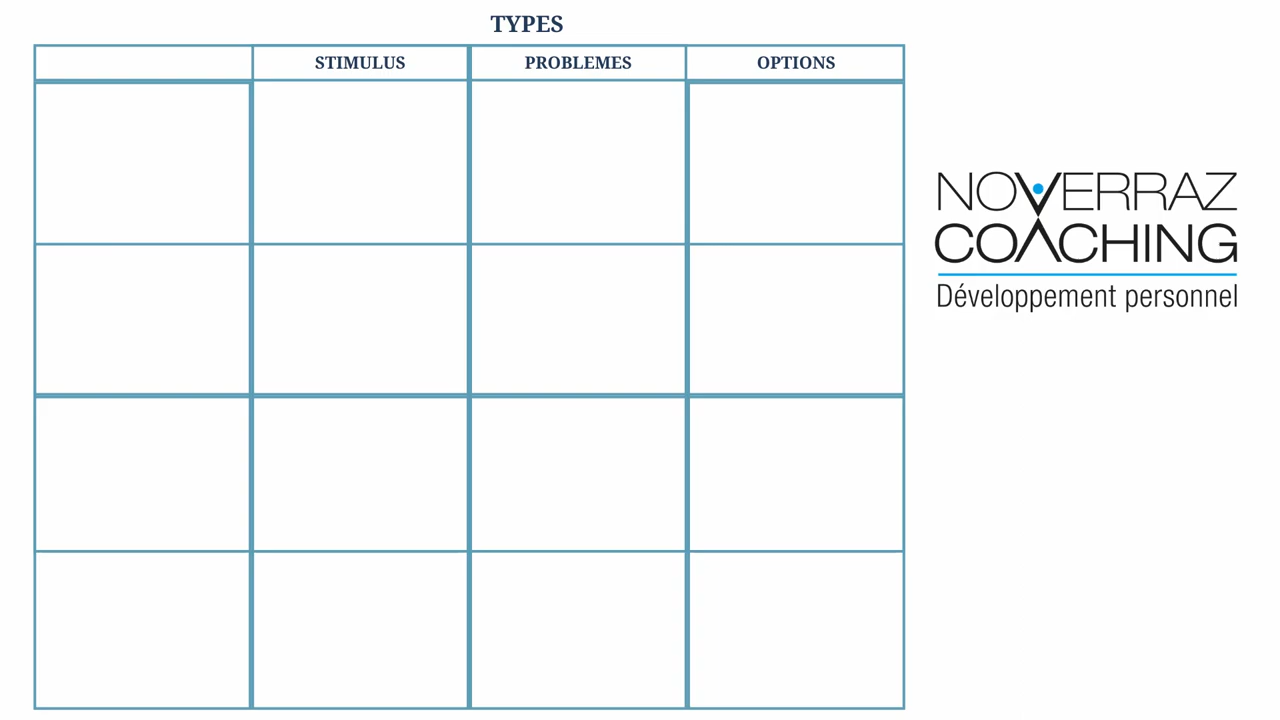 TYPES
STIMULUS PROBLEMES OPTIONS
NOVERRAZ
COACHING
Développement personnel